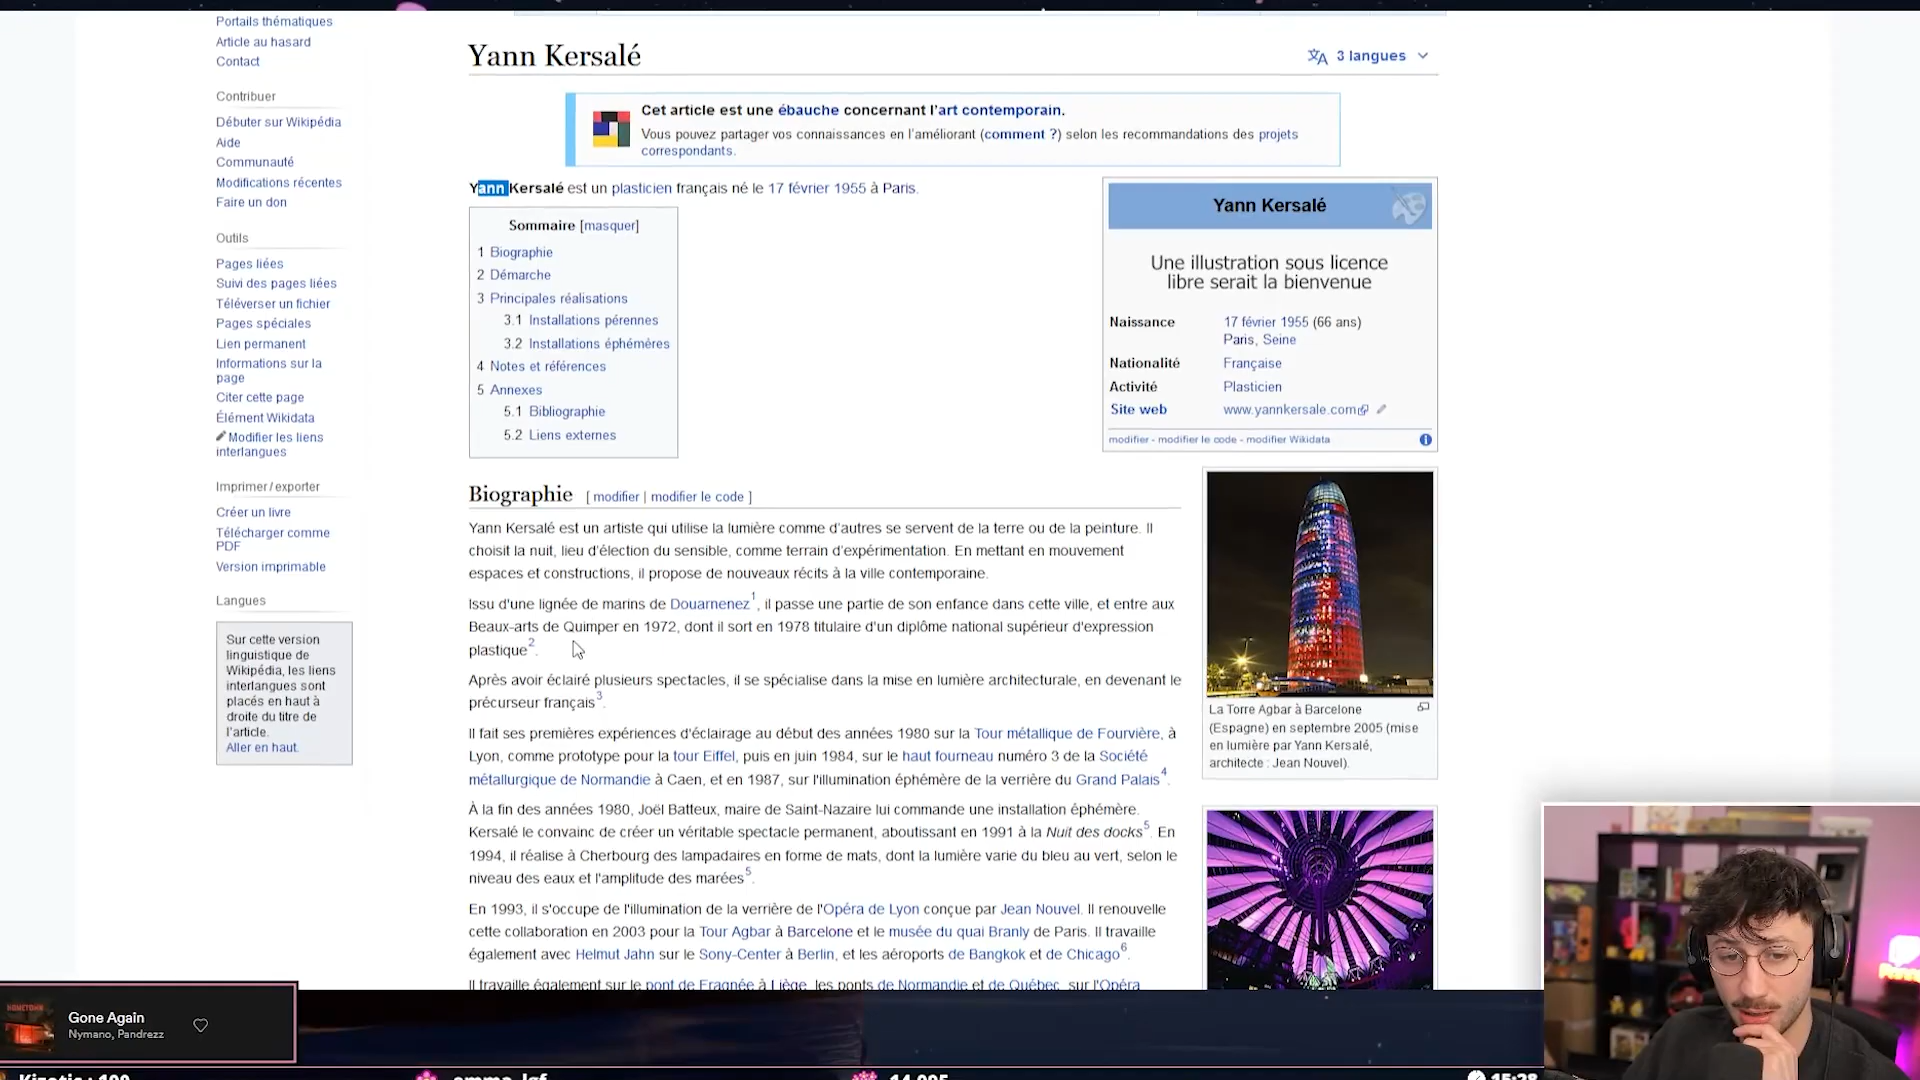 Portails thématiques
Article au hasard
Contact
Contribuer
Débuter sur Wikipédia
Aide
Communauté
Modifications récentes
Faire un don
Outils
Pages liées
Suivi des pages liées
Téléverser un fichier
Pages spéciales
Lien permanent
Informations sur la
page
Citer cette page
Élément Wikidata
Modifier les liens
interlangues
Imprimer / exporter
Créer un livre
Télécharger comme
PDF
Version imprimable
Langues
Sur cette version
linguistique de
Wikipédia, les liens
interlangues sont
placés en haut à
droite du titre de
l'article.
Aller en haut.
Yann Kersalé
3 langues
Cet article est une ébauche concernant l'art contemporain.
Vous pouvez partager vos connaissances en l'améliorant (comment ?) selon les recommandations des projets
correspondants.
Yann Kersalé est un plasticien français né le 17 février 1955 à Paris.
Sommaire [masquer]
1 Biographie
2 Démarche
3 Principales réalisations
3.1 Installations pérennes
3.2 Installations éphémères
4 Notes et références
5 Annexes
5.1 Bibliographie
5.2 Liens externes
Yann Kersalé
Une illustration sous licence
libre serait la bienvenue
Naissance 17 février 1955 (66 ans)
Paris, Seine
Nationalité Française
Activité Plasticien
Site web www.yannkersale.com
modifier - modifier le code - modifier Wikidata
Biographie [ modifier | modifier le code ]
Yann Kersalé est un artiste qui utilise la lumière comme d'autres se servent de la terre ou de la peinture. Il
choisit la nuit, lieu d'élection du sensible, comme terrain d'expérimentation. En mettant en mouvement
espaces et constructions, il propose de nouveaux récits à la ville contemporaine.
Issu d'une lignée de marins de Douarnenez1, il passe une partie de son enfance dans cette ville, et entre aux
Beaux-arts de Quimper en 1972, dont il sort en 1978 titulaire d'un diplôme national supérieur d'expression
plastique2.
Après avoir éclairé plusieurs spectacles, il se spécialise dans la mise en lumière architecturale, en devenant le
précurseur français3.
Il fait ses premières expériences d'éclairage au début des années 1980 sur la Tour métallique de Fourvière, à
Lyon, comme prototype pour la tour Eiffel, puis en juin 1984, sur le haut fourneau numéro 3 de la Société
métallurgique de Normandie à Caen, et en 1987, sur l'illumination éphémère de la verrière du Grand Palais4.
À la fin des années 1980, Joël Batteux, maire de Saint-Nazaire lui commande une installation éphémère.
Kersalé le convainc de créer un véritable spectacle permanent, aboutissant en 1991 à la Nuit des docks5. En
1994, il réalise à Cherbourg des lampadaires en forme de mats, dont la lumière varie du bleu au vert, selon le
niveau des eaux et l'amplitude des marées5.
En 1993, il s'occupe de l'illumination de la verrière de l'Opéra de Lyon conçue par Jean Nouvel. Il renouvelle
cette collaboration en 2003 pour la Tour Agbar à Barcelone et le musée du quai Branly de Paris. Il travaille
également avec Helmut Jahn sur le Sony-Center à Berlin, et les aéroports de Bangkok et de Chicago6.
Il travaille également sur le pont de Fragnée à Liège, les ponts de Normandie et de Québec, sur l'Opéra
La Torre Agbar à Barcelone
(Espagne) en septembre 2005 (mise
en lumière par Yann Kersalé,
architecte : Jean Nouvel).
HOMETOWN
Gone Again
Nymano, Pandrezz